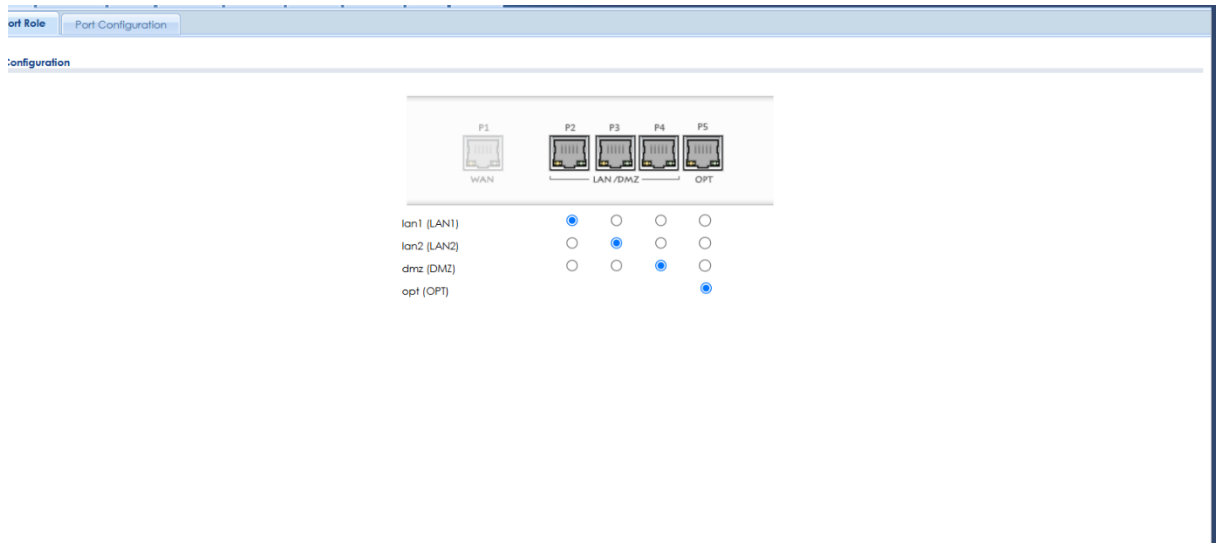 ort Role Port Configuration
Configuration
P1 P2 P3 P4 P5
WAN LAN /DMZ OPT
lan1 (LAN1)
lan2 (LAN2)
dmz (DMZ)
opt (OPT)